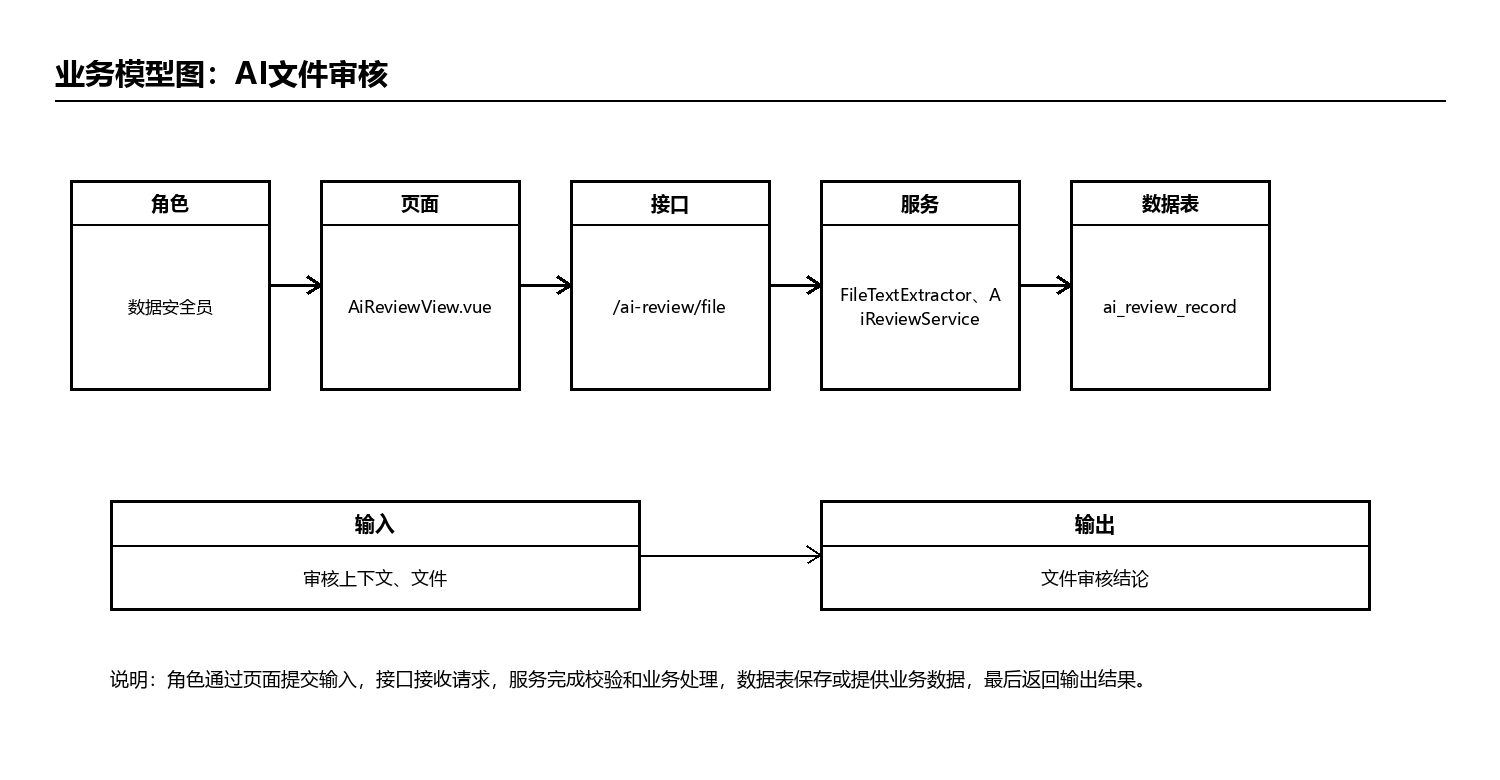 业务模型图：AI文件审核
角色
数据安全员
页面
AiReviewView.vue
接口
/ai-review/file
服务
FileTextExtractor、A
iReviewService
数据表
ai_review_record
输入
审核上下文、文件
输出
文件审核结论
说明：角色通过页面提交输入，接口接收请求，服务完成校验和业务处理，数据表保存或提供业务数据，最后返回输出结果。